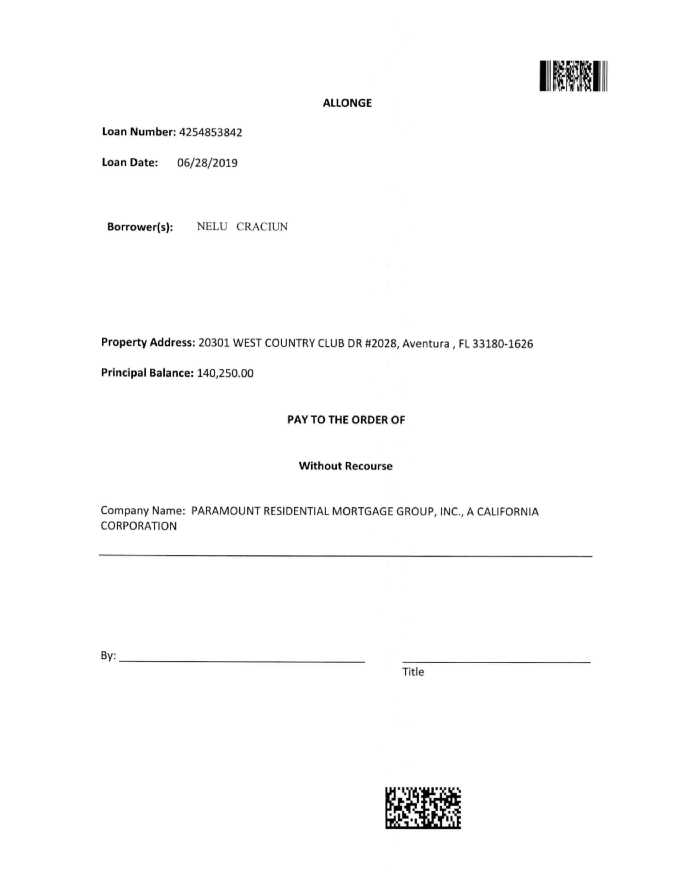 ALLONGE
Loan Number: 4254853842
Loan Date: 06/28/2019
Borrower(s): NELU CRACIUN
Property Address: 20301 WEST COUNTRY CLUB DR #2028, Aventura , FL 33180-1626
Principal Balance: 140,250.00
PAY TO THE ORDER OF
Without Recourse
Company Name: PARAMOUNT RESIDENTIAL MORTGAGE GROUP, INC., A CALIFORNIA
CORPORATION
By:
Title